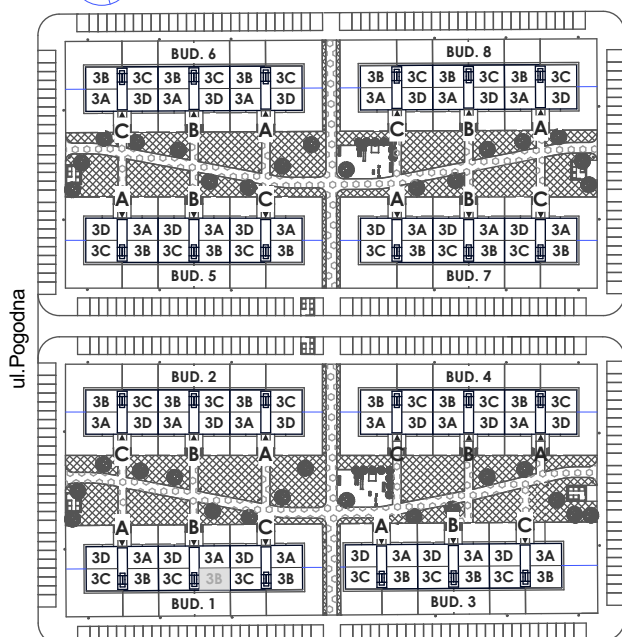 BUD. 6 BUD. 8
3B 3C 3B 3C 3B 3C 3B 3C 3B 3C 3B 3C
3A 3D 3A 3D 3A 3D 3A 3D 3A 3D 3A 3D
C B A C B A
A B C A B C
3D 3A 3D 3A 3D 3A 3D 3A 3D 3A 3D 3A
3C 3B 3C 3B 3C 3B 3C 3B 3C 3B 3C 3B
BUD. 5 BUD. 7
ul.Pogodna
BUD. 2 BUD. 4
3B 3C 3B 3C 3B 3C 3B 3C 3B 3C 3B 3C
3A 3D 3A 3D 3A 3D 3A 3D 3A 3D 3A 3D
C B A C B A
A B C A B C
3D 3A 3D 3A 3D 3A 3D 3A 3D 3A 3D 3A
3C 3B 3C 3B 3C 3B 3C 3B 3C 3B 3C 3B
BUD. 1 BUD. 3